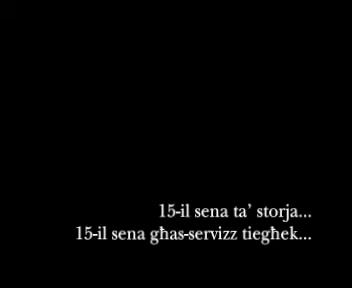 15-il sena ta’ storja...
15-il sena għas-servizz tiegħek...